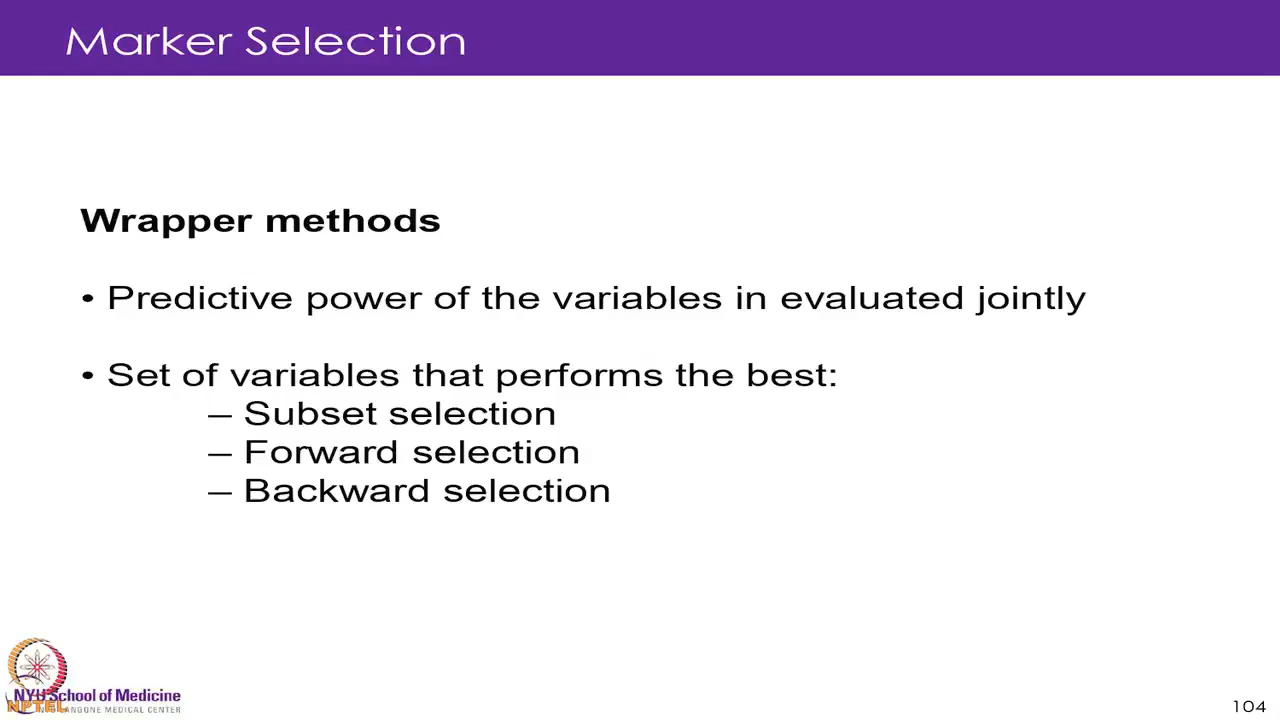 Marker Selection
Wrapper methods
• Predictive power of the variables in evaluated jointly
• Set of variables that performs the best:
– Subset selection
– Forward selection
– Backward selection
NYU School of Medicine
LANGONE MEDICAL CENTER
NPTEL
104